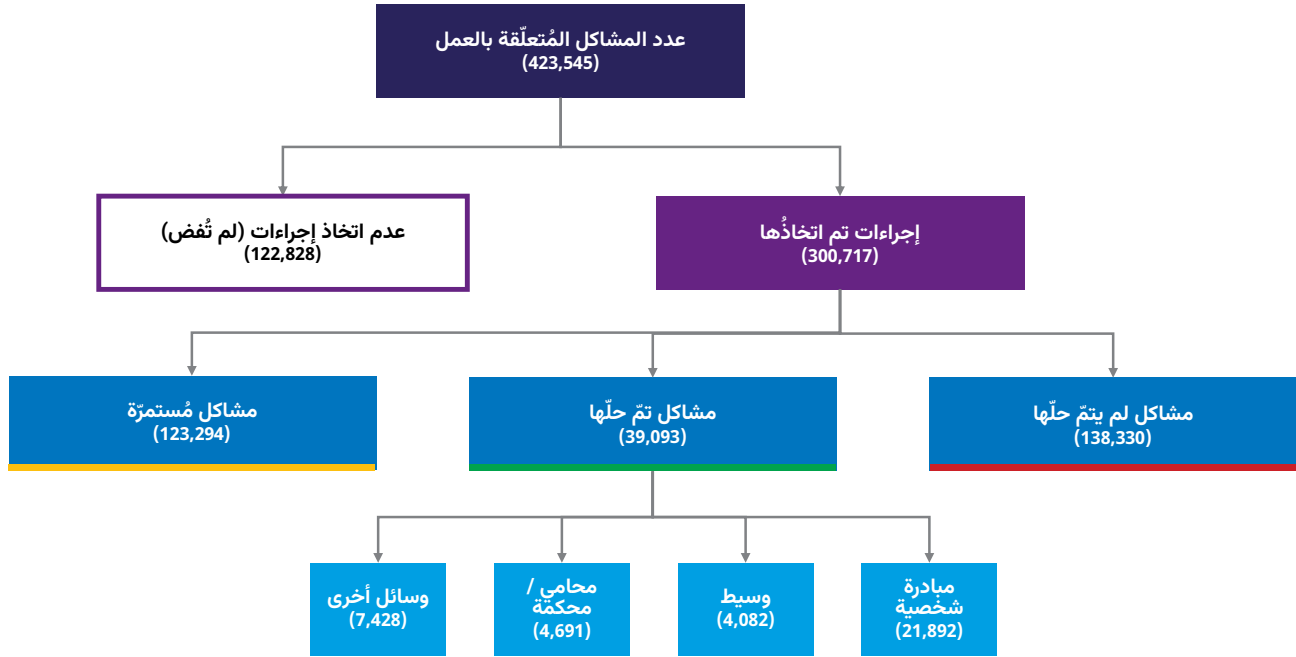 عدد المشاكل المُتعلّقة بالعمل
(423,545)
إجراءات تم اتخاذُها
(300,717)
عدم اتخاذ إجراءات (لم تُفض)
(122,828)
مشاكل لم يتمّ حلّها
(138,330)
مشاكل تمّ حلّها
(39,093)
مشاكل مُستمرّة
(123,294)
مبادرة
شخصية
(21,892)
وسيط
(4,082)
محامي /
محكمة
(4,691)
وسائل أخرى
(7,428)